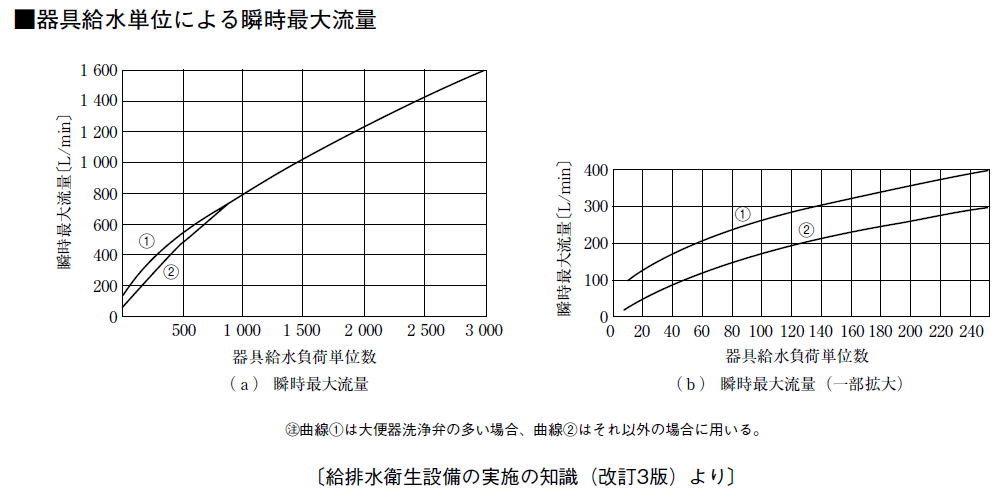 ■器具給水単位による瞬時最大流量
瞬時最大流量〔L/min〕
1 600
1 400
1 200
1 000
800
600
400
200
0
①
②
500
1 000
1 500
2 000
2 500
3 000
器具給水負荷単位数
(a) 瞬時最大流量
瞬時最大流量〔L/min〕
400
300
200
100
0
①
②
0 20 40 60 80 100 120 140 160 180 200 220 240
器具給水負荷単位数
(b) 瞬時最大流量（一部拡大）
㊟曲線①は大便器洗浄弁の多い場合、曲線②はそれ以外の場合に用いる。
〔給排水衛生設備の実施の知識（改訂3版）より〕